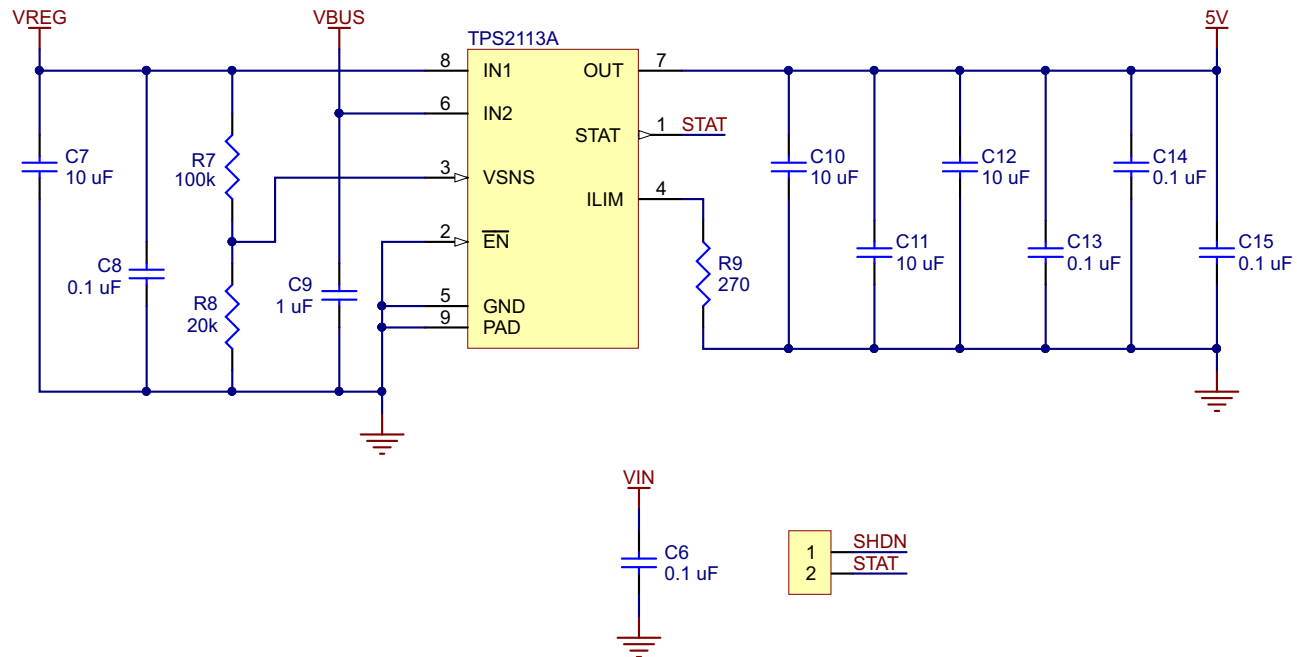 VREG
VBUS
5V
TPS2113A
8
IN1
OUT
7
6
IN2
STAT
1
STAT
3
VSNS
ILIM
4
2
EN
5
GND
9
PAD
C7
10 uF
R7
100k
C8
0.1 uF
R8
20k
C9
1 uF
R9
270
C10
10 uF
C11
10 uF
C12
10 uF
C13
0.1 uF
C14
0.1 uF
C15
0.1 uF
VIN
C6
0.1 uF
1
SHDN
2
STAT